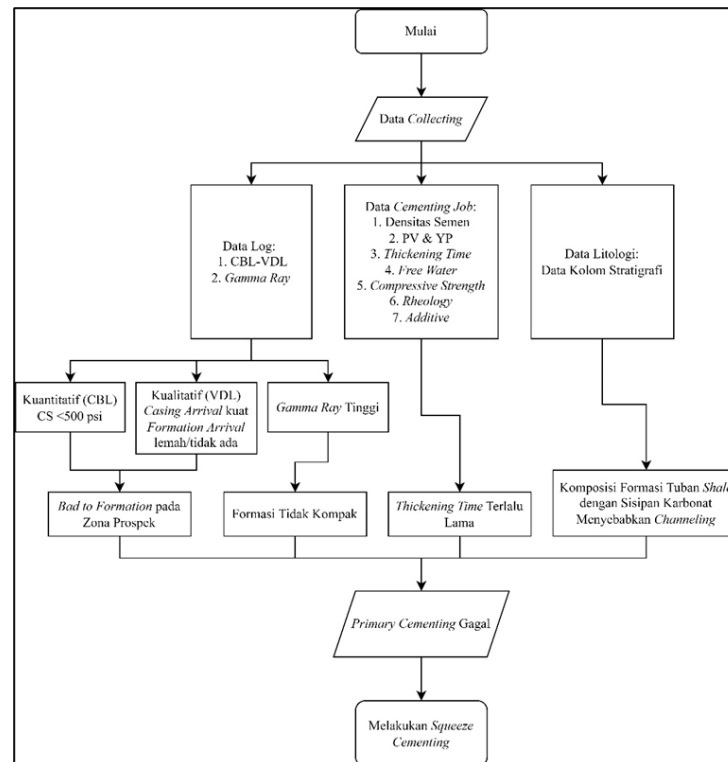 Mulai
Data Collecting
Data Log:
1. CBL-VDL
2. Gamma Ray
Data Cementing Job:
1. Densitas Semen
2. PV & YP
3. Thickening Time
4. Free Water
5. Compressive Strength
6. Rheology
7. Additive
Data Litologi:
Data Kolom Stratigrafi
Kuantitatif (CBL)
CS <500 psi
Kualitatif (VDL)
Casing Arrival kuat
Formation Arrival
lemah/tidak ada
Gamma Ray Tinggi
Bad to Formation pada
Zona Prospek
Formasi Tidak Kompak
Thickening Time Terlalu
Lama
Komposisi Formasi Tuban Shale
dengan Sisipan Karbonat
Menyebabkan Channeling
Primary Cementing Gagal
Melakukan Squeeze
Cementing